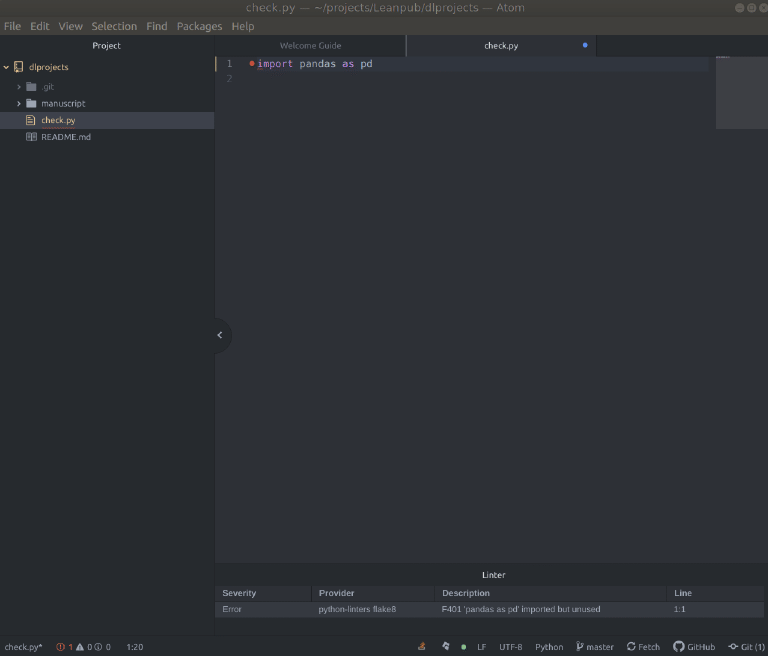 check.py — ~/projects/Leanpub/dlprojects — Atom
File Edit View Selection Find Packages Help
Project
Welcome Guide
check.py
dlprojects
.git
manuscript
check.py
README.md
1 import pandas as pd
2
Linter
Severity Provider Description Line
Error python-linters flake8 F401 'pandas as pd' imported but unused 1:1
check.py* 1 0 0 1:20 LF UTF-8 Python master Fetch GitHub Git (1)